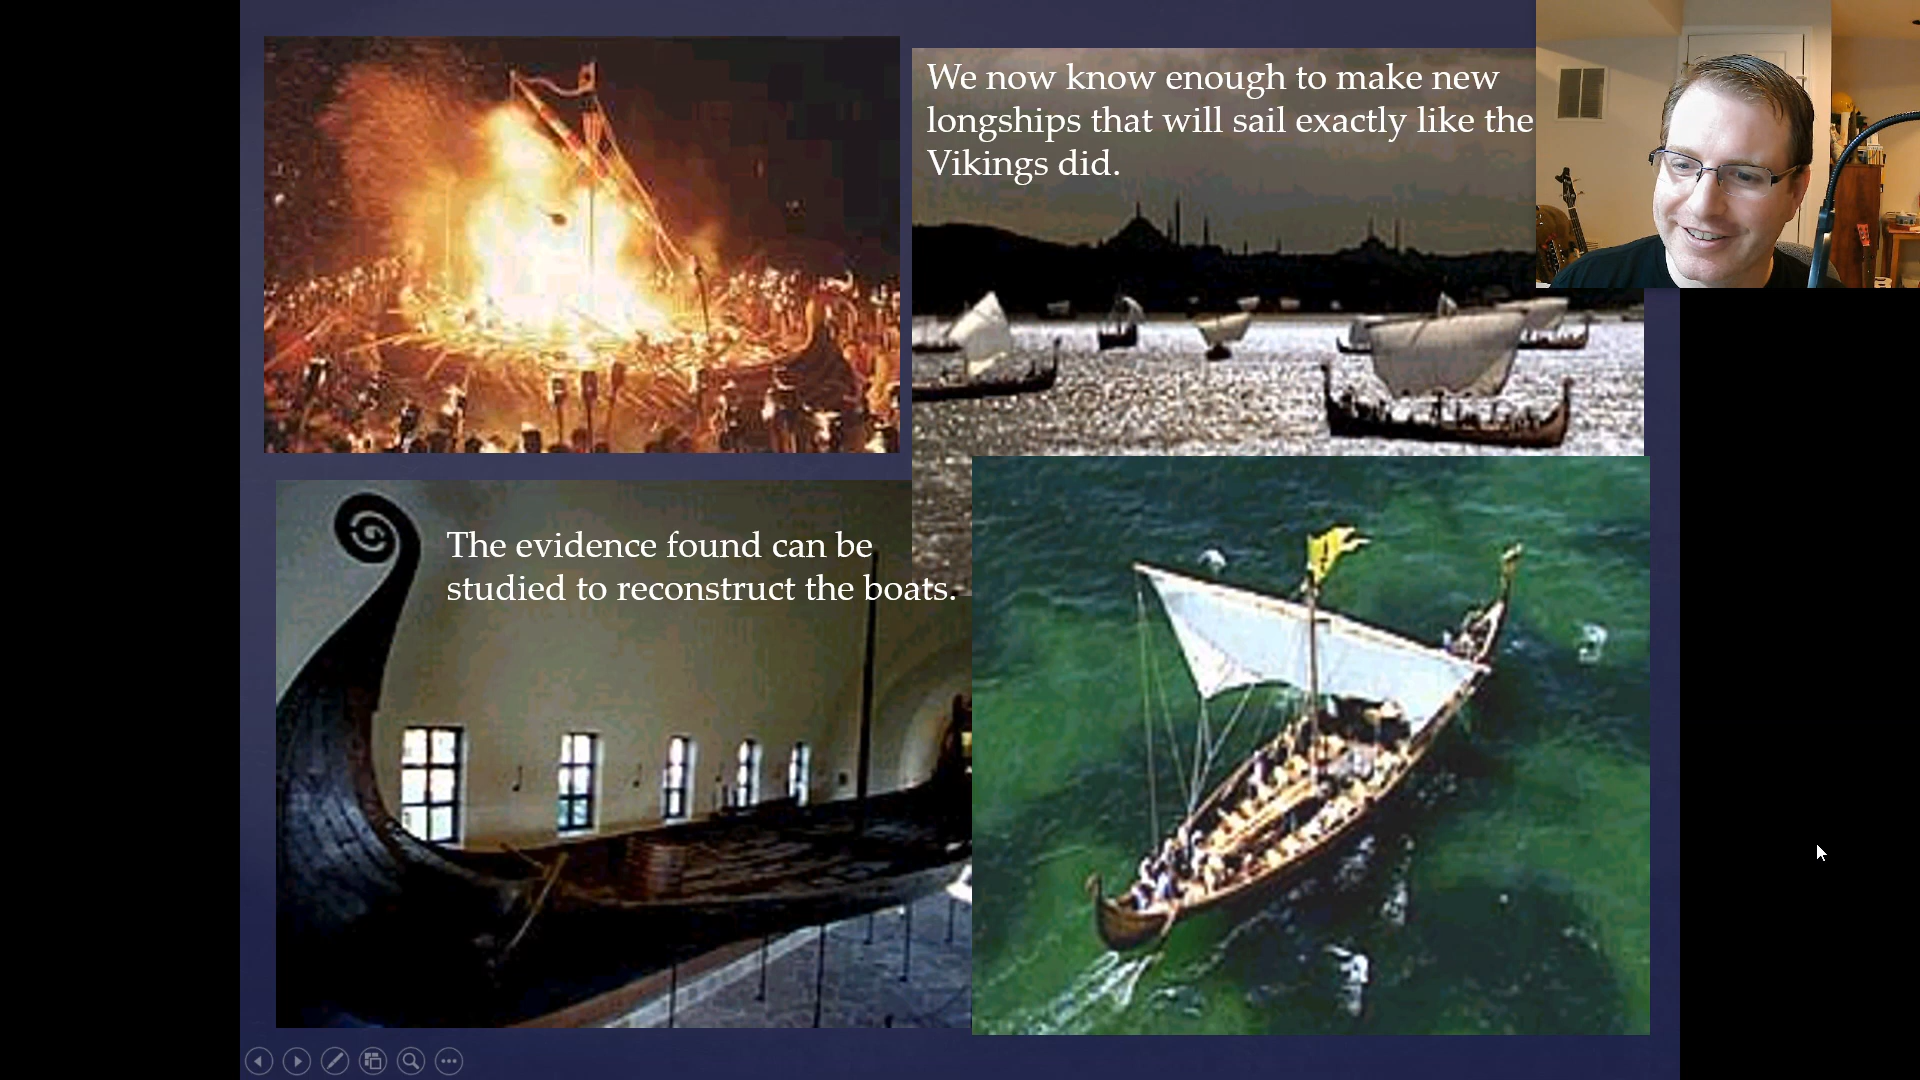 We now know enough to make new
longships that will sail exactly like the
Vikings did.
The evidence found can be
studied to reconstruct the boats.